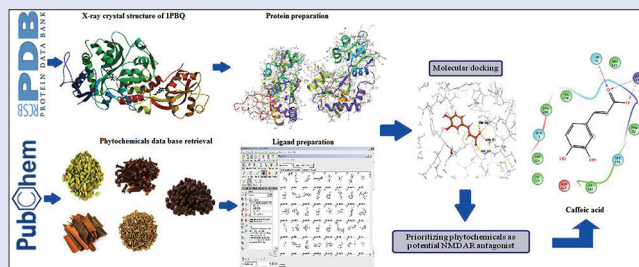 X-ray crystal structure of 1PBQ
Protein preparation
RCSB PDB
PROTEIN DATA BANK
Molecular docking
Phytochemicals data base retrieval
Ligand preparation
PubChem
Prioritizing phytochemicals as
potential NMDAR antagonist
Caffeic acid